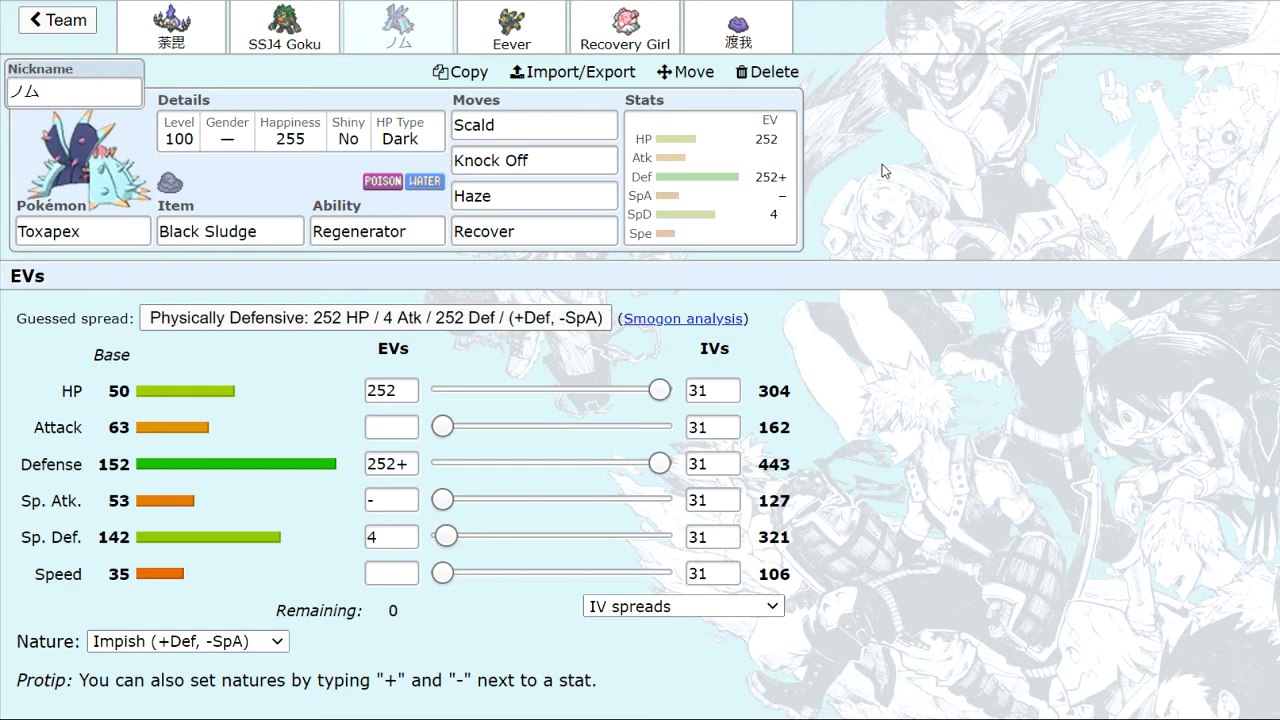 Team
荼毘
SSJ4 Goku
ノム
Eever
Recovery Girl
渡我
Nickname
ノム
Copy
Import/Export
Move
Delete
Details
Level
100
Gender
—
Happiness
255
Shiny
No
HP Type
Dark
POISON WATER
Pokémon
Toxapex
Item
Black Sludge
Ability
Regenerator
Moves
Scald
Knock Off
Haze
Recover
Stats
EV
HP 252
Atk
Def 252+
SpA –
SpD 4
Spe
EVs
Guessed spread: Physically Defensive: 252 HP / 4 Atk / 252 Def / (+Def, -SpA) (Smogon analysis)
Base EVs IVs
HP 50 252 31 304
Attack 63 31 162
Defense 152 252+ 31 443
Sp. Atk. 53 - 31 127
Sp. Def. 142 4 31 321
Speed 35 31 106
Remaining: 0 IV spreads
Nature: Impish (+Def, -SpA)
Protip: You can also set natures by typing "+" and "-" next to a stat.